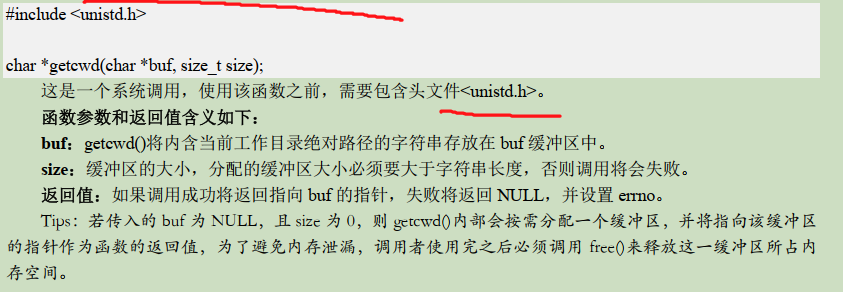 #include <unistd.h>
char *getcwd(char *buf, size_t size);
这是一个系统调用，使用该函数之前，需要包含头文件<unistd.h>。
函数参数和返回值含义如下：
buf：getcwd()将内含当前工作目录绝对路径的字符串存放在 buf 缓冲区中。
size：缓冲区的大小，分配的缓冲区大小必须要大于字符串长度，否则调用将会失败。
返回值：如果调用成功将返回指向 buf 的指针，失败将返回 NULL，并设置 errno。
Tips：若传入的 buf 为 NULL，且 size 为 0，则 getcwd()内部会按需分配一个缓冲区，并将指向该缓冲区
的指针作为函数的返回值，为了避免内存泄漏，调用者使用完之后必须调用 free()来释放这一缓冲区所占内
存空间。